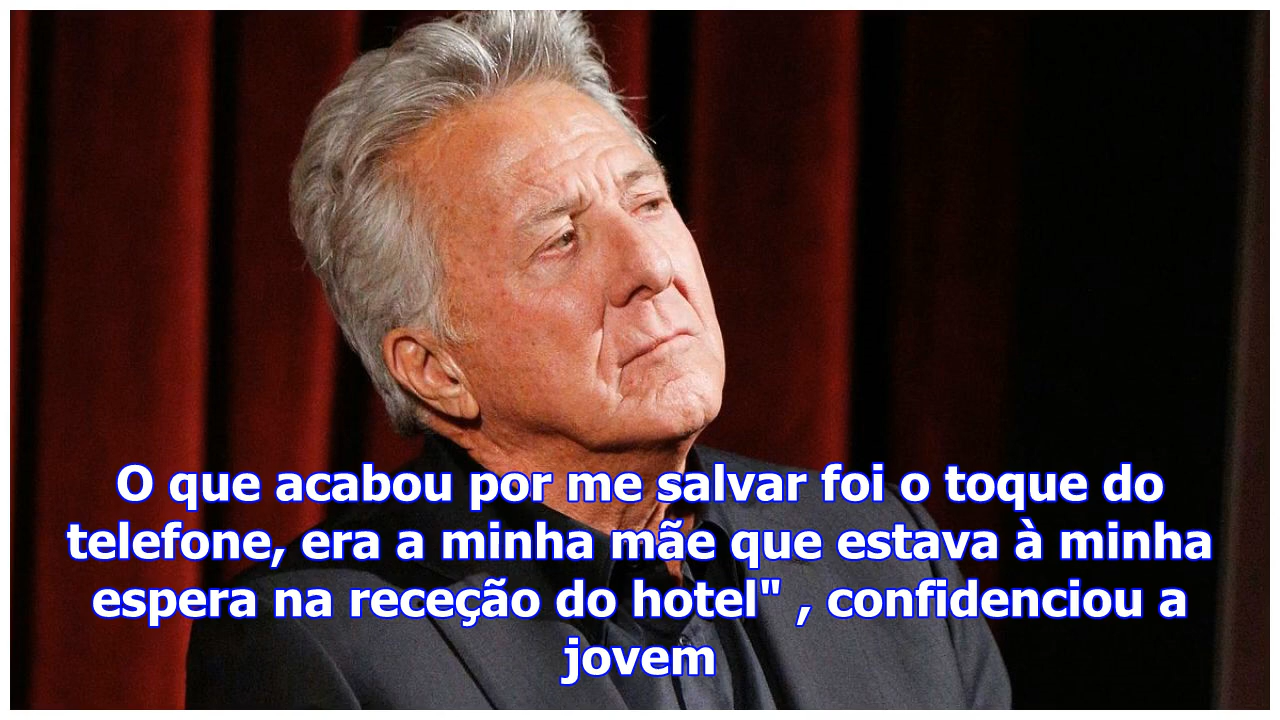 O que acabou por me salvar foi o toque do
telefone, era a minha mãe que estava à minha
espera na receção do hotel" , confidenciou a
jovem